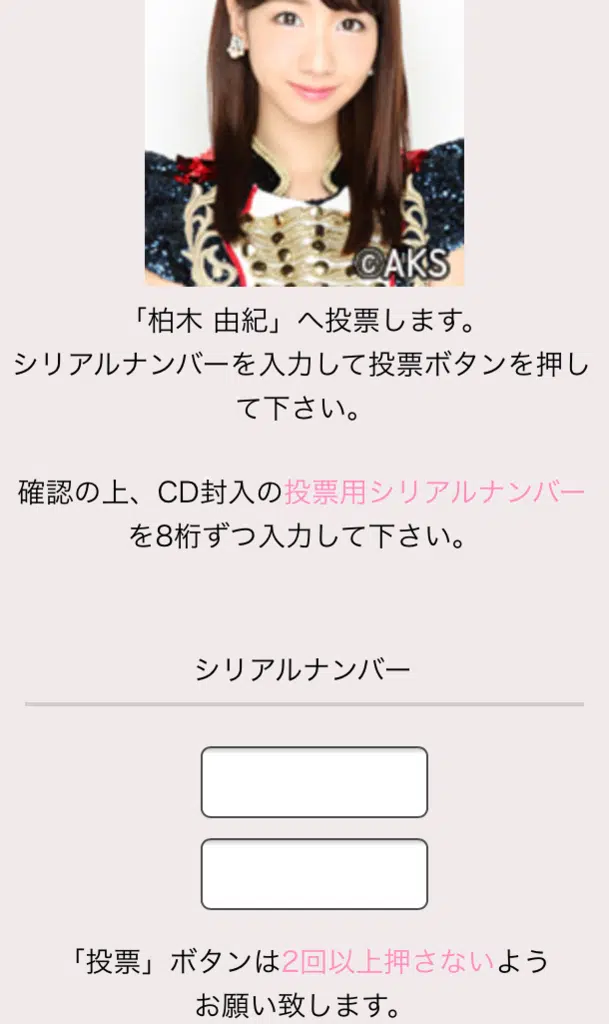 ©AKS
「柏木 由紀」へ投票します。
シリアルナンバーを入力して投票ボタンを押し
て下さい。
確認の上、CD封入の投票用シリアルナンバー
を8桁ずつ入力して下さい。
シリアルナンバー
「投票」ボタンは2回以上押さないよう
お願い致します。